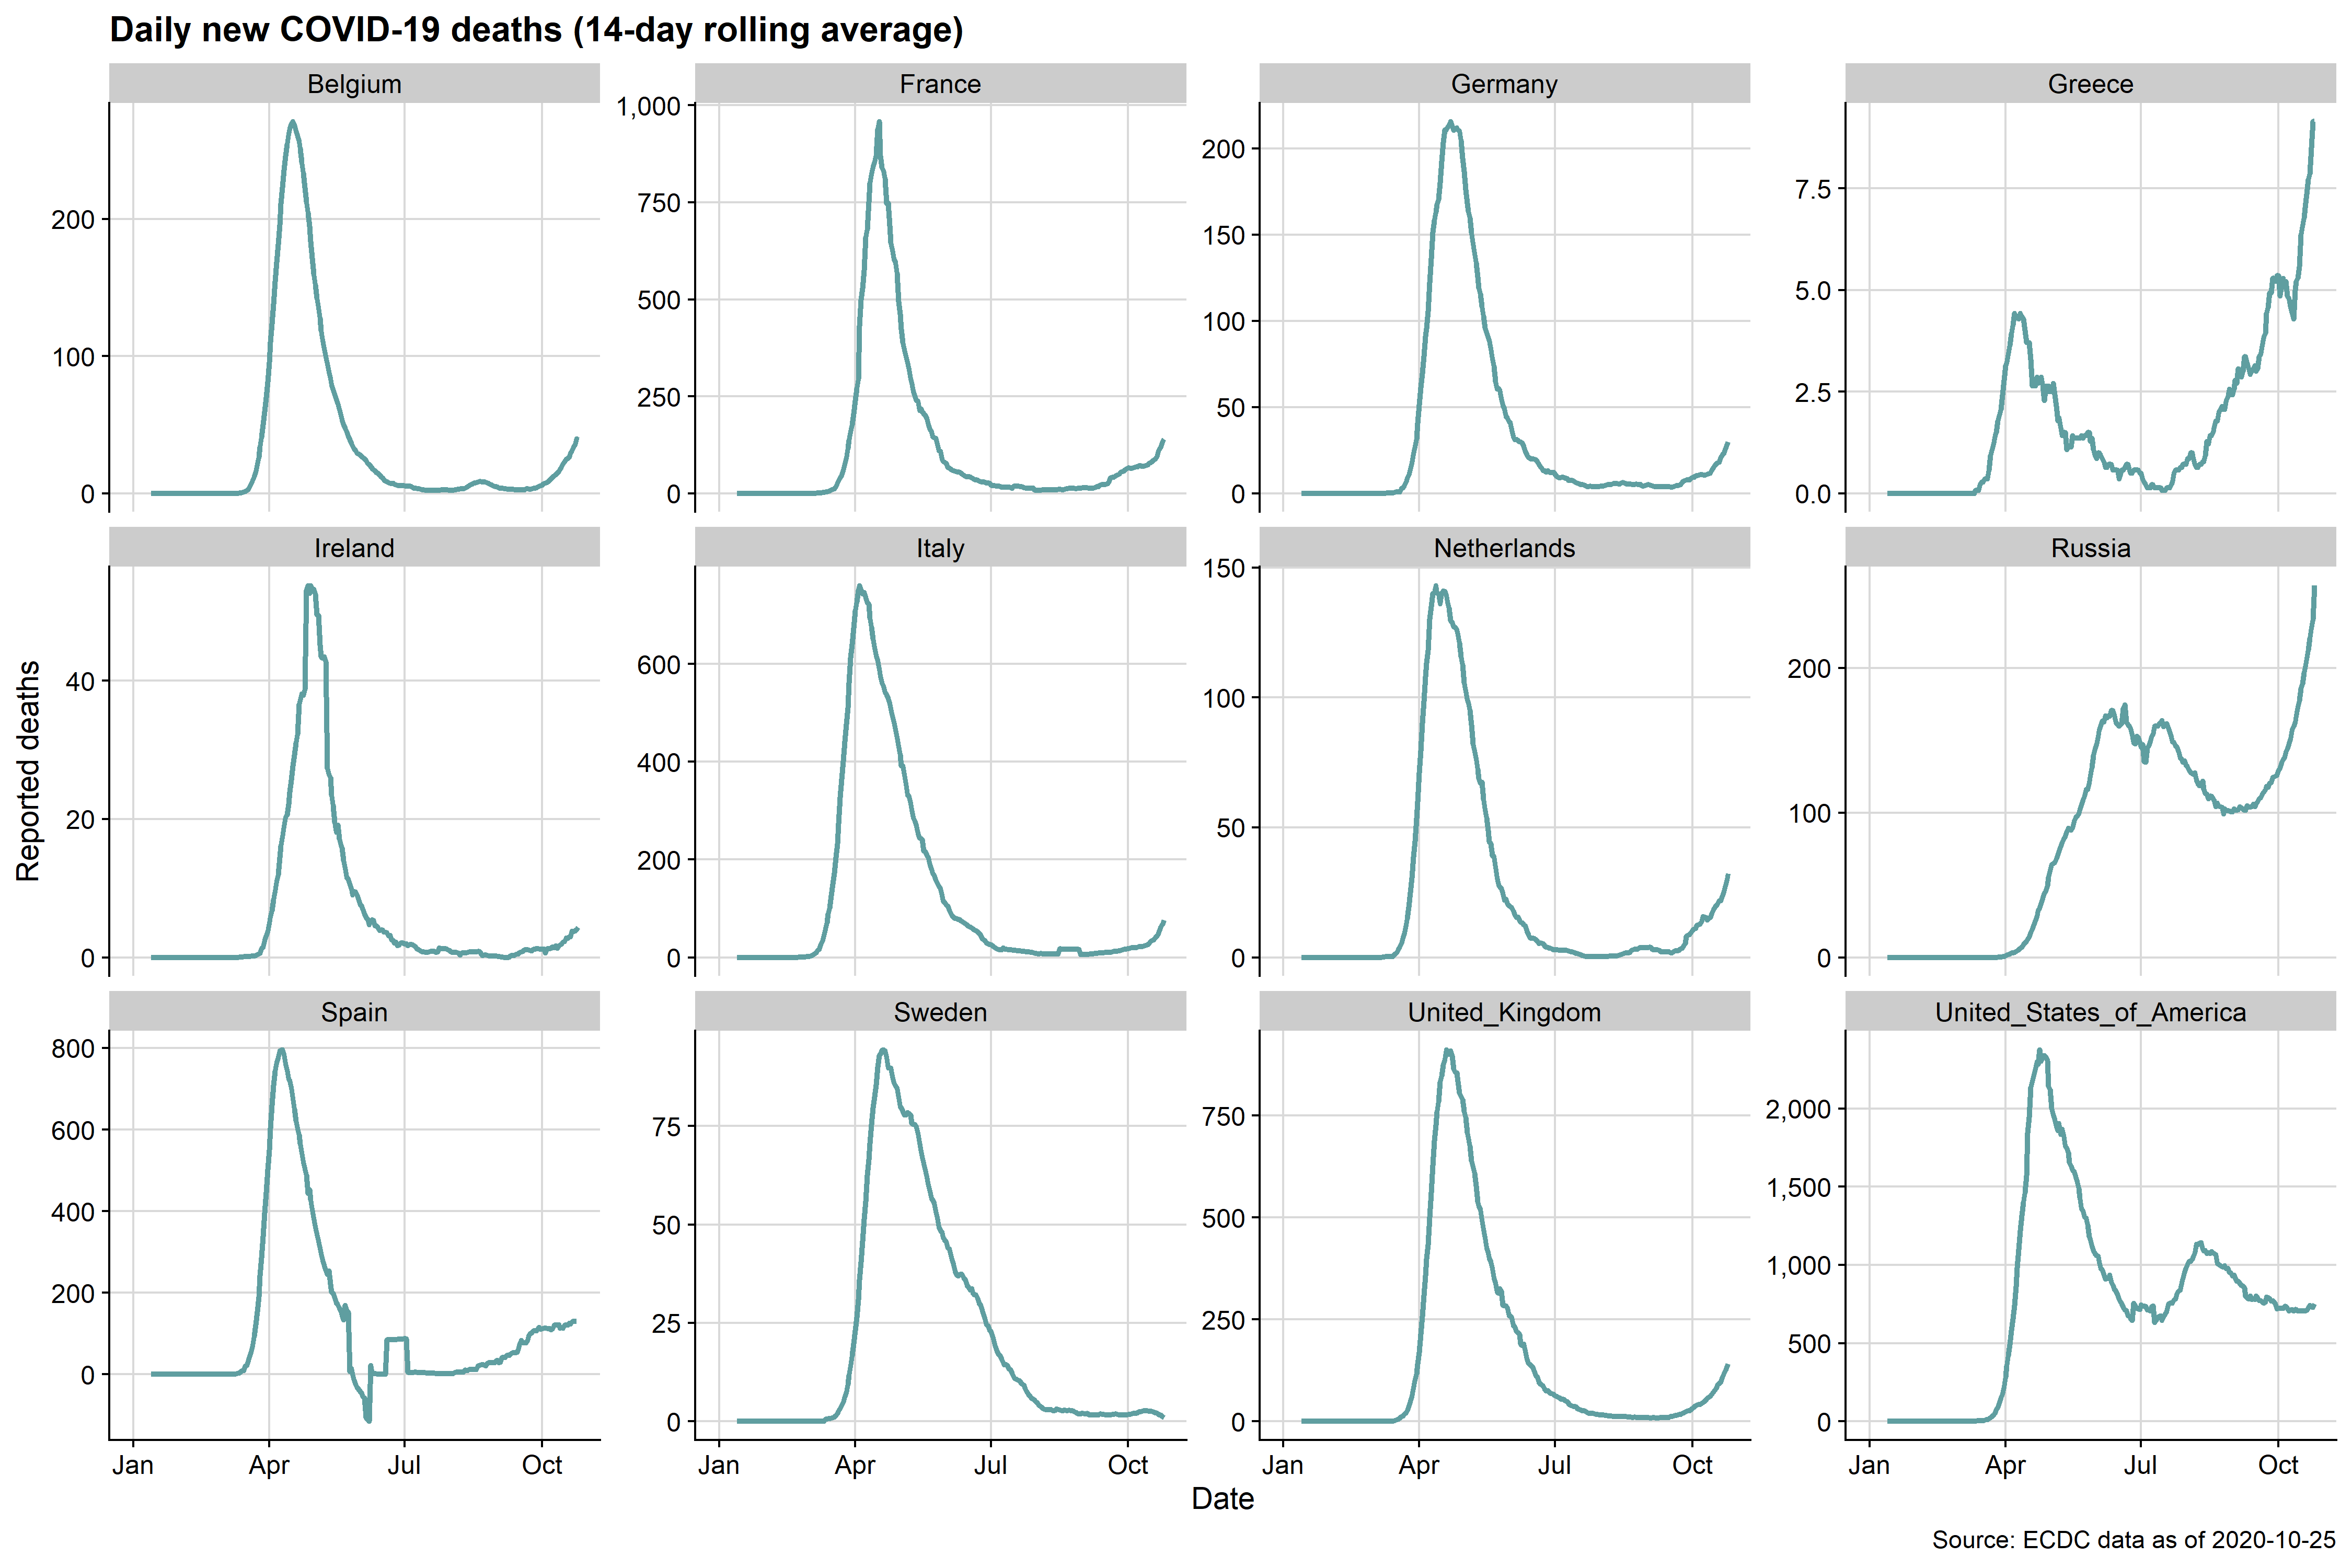 Daily new COVID-19 deaths (14-day rolling average)
Reported deaths
Belgium
200
100
0
France
1,000
750
500
250
0
Germany
200
150
100
50
0
Greece
7.5
5.0
2.5
0.0
Ireland
40
20
0
Italy
600
400
200
0
Netherlands
150
100
50
0
Russia
200
100
0
Spain
800
600
400
200
0
Jan Apr Jul Oct
Sweden
75
50
25
0
Jan Apr Jul Oct
United_Kingdom
750
500
250
0
Jan Apr Jul Oct
United_States_of_America
2,000
1,500
1,000
500
0
Jan Apr Jul Oct
Date
Source: ECDC data as of 2020-10-25